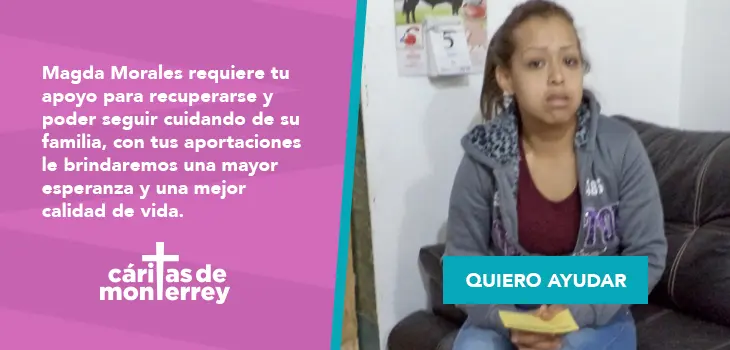 Magda Morales requiere tu
apoyo para recuperarse y
poder seguir cuidando de su
familia, con tus aportaciones
le brindaremos una mayor
esperanza y una mejor
calidad de vida.
cáritas de
monterrey
5
QUIERO AYUDAR